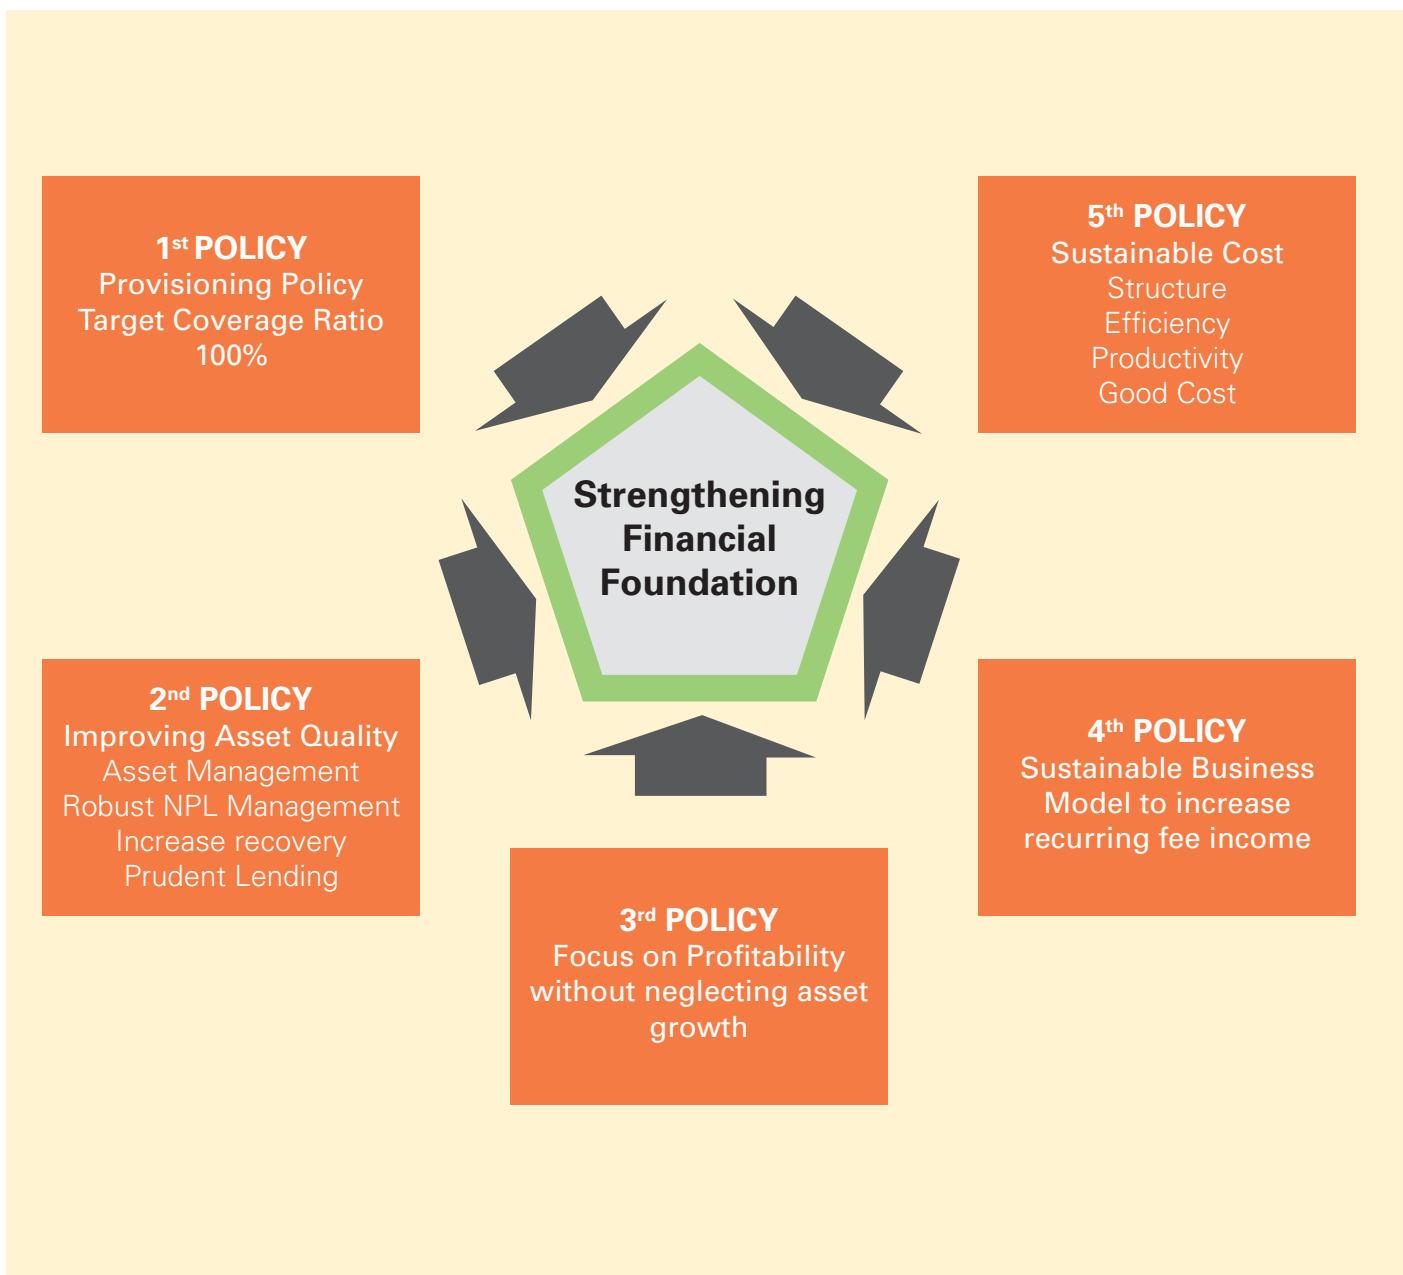 1st POLICY
Provisioning Policy
Target Coverage Ratio
100%
5th POLICY
Sustainable Cost
Structure
Efficiency
Productivity
Good Cost
Strengthening
Financial
Foundation
2nd POLICY
Improving Asset Quality
Asset Management
Robust NPL Management
Increase recovery
Prudent Lending
4th POLICY
Sustainable Business
Model to increase
recurring fee income
3rd POLICY
Focus on Profitability
without neglecting asset
growth